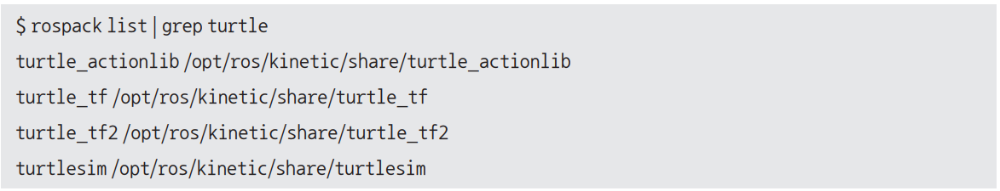 $ rospack list | grep turtle
turtle_actionlib /opt/ros/kinetic/share/turtle_actionlib
turtle_tf /opt/ros/kinetic/share/turtle_tf
turtle_tf2 /opt/ros/kinetic/share/turtle_tf2
turtlesim /opt/ros/kinetic/share/turtlesim